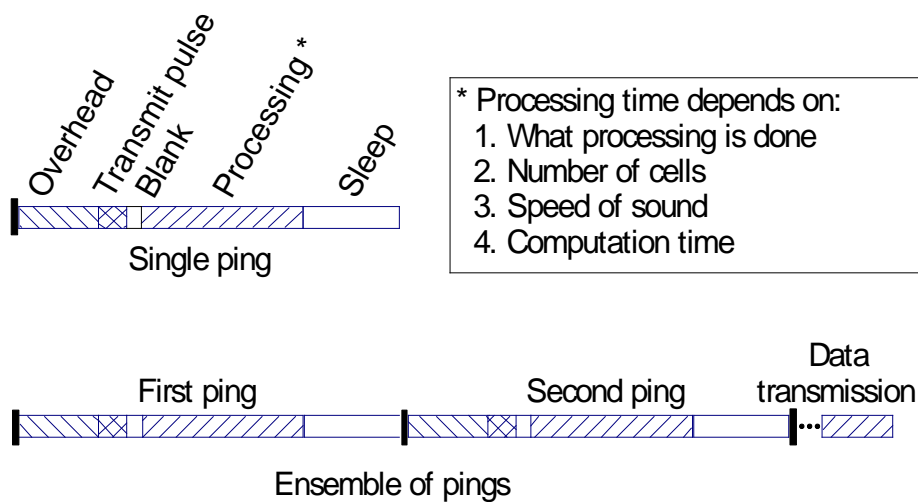 Overhead
Transmit pulse
Blank
Processing *
Sleep
Single ping
* Processing time depends on:
1. What processing is done
2. Number of cells
3. Speed of sound
4. Computation time
First ping
Second ping
Data
transmission
Ensemble of pings